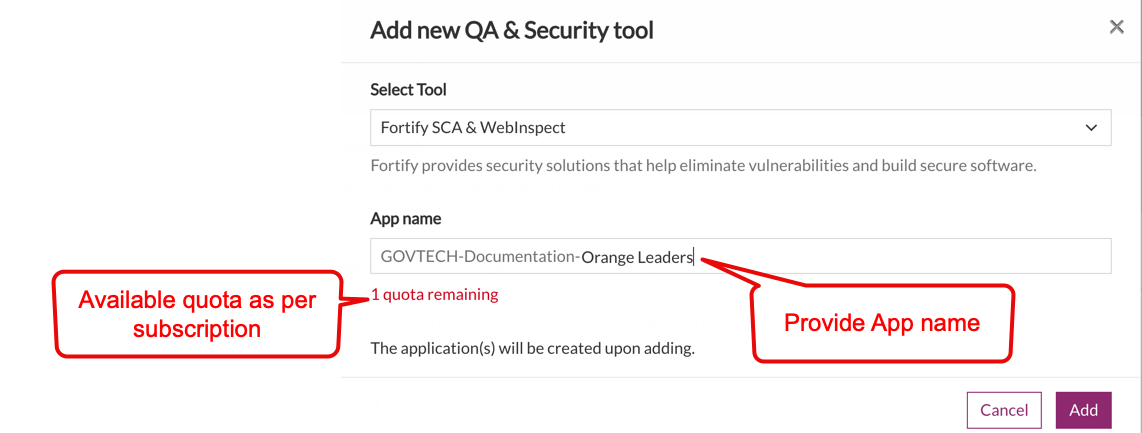 Add new QA & Security tool
Select Tool
Fortify SCA & WebInspect
Fortify provides security solutions that help eliminate vulnerabilities and build secure software.
App name
GOVTECH-Documentation-Orange Leaders
1 quota remaining
Available quota as per
subscription
Provide App name
The application(s) will be created upon adding.
Cancel
Add